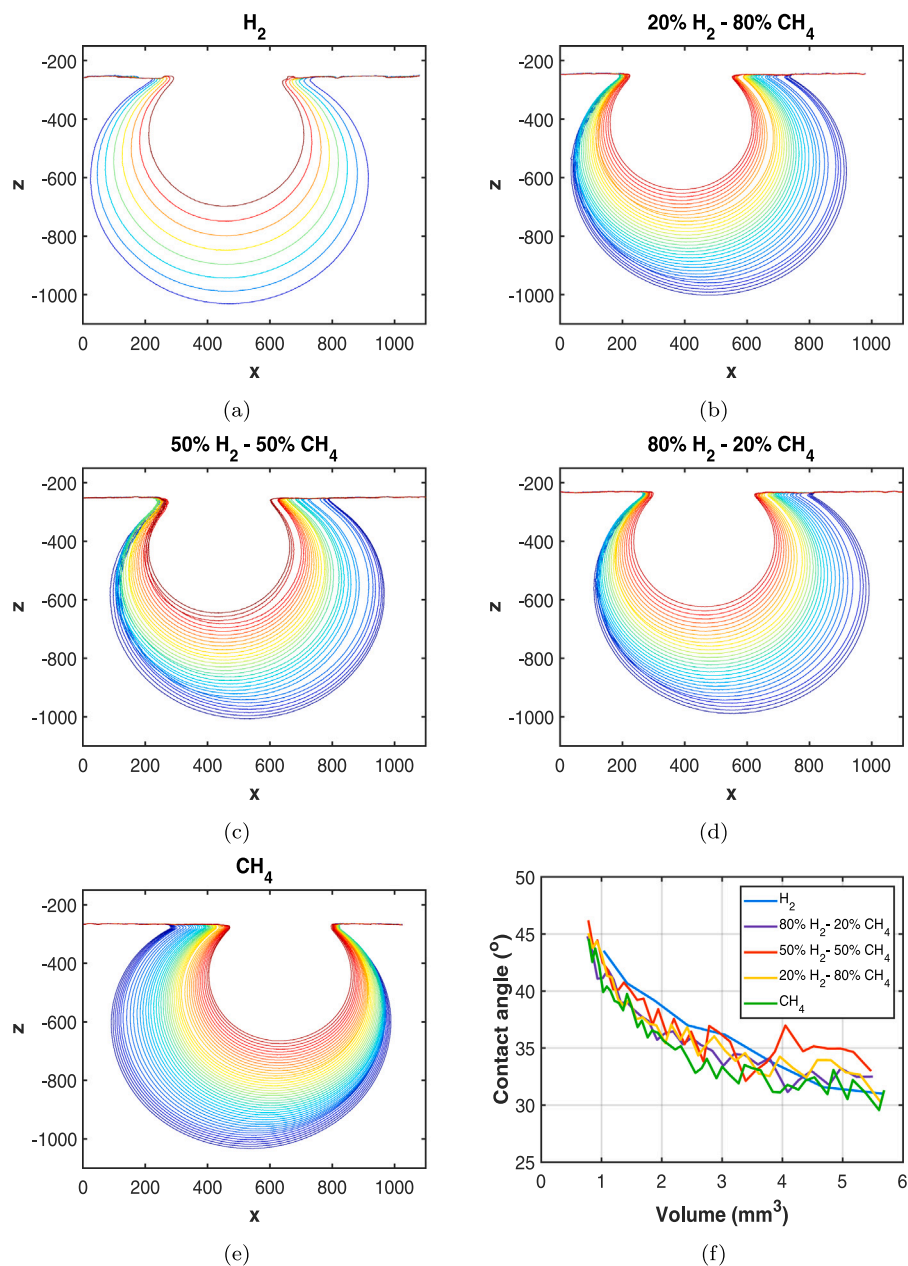 H2
-200
-400
-600
-800
-1000
z
0 200 400 600 800 1000
x
(a)
20% H2 - 80% CH4
-200
-400
-600
-800
-1000
z
0 200 400 600 800 1000
x
(b)
50% H2 - 50% CH4
-200
-400
-600
-800
-1000
z
0 200 400 600 800 1000
x
(c)
80% H2 - 20% CH4
-200
-400
-600
-800
-1000
z
0 200 400 600 800 1000
x
(d)
CH4
-200
-400
-600
-800
-1000
z
0 200 400 600 800 1000
x
(e)
50
45
40
35
30
25
Contact angle (°)
H2
80% H2- 20% CH4
50% H2- 50% CH4
20% H2- 80% CH4
CH4
0 1 2 3 4 5 6
Volume (mm3)
(f)